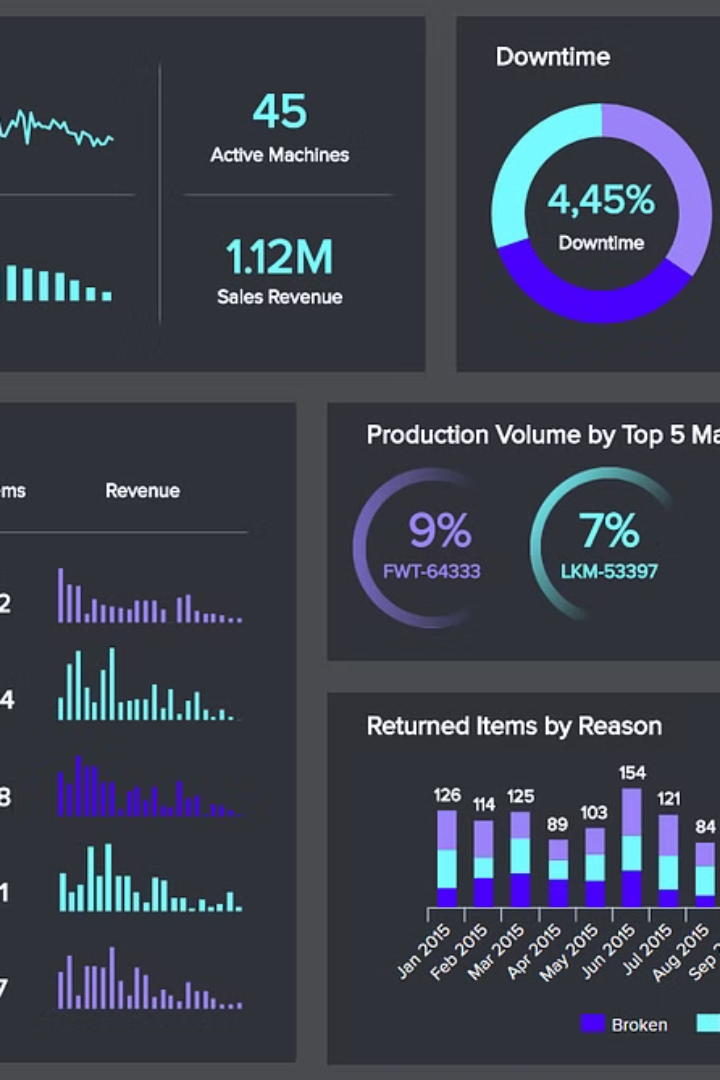 45
Active Machines
1.12M
Sales Revenue
Downtime
4,45%
Downtime
ms Revenue
2
4
8
1
7
Production Volume by Top 5 Ma
9%
FWT-64333
7%
LKM-53397
Returned Items by Reason
126 114 125 89 103 154 121 84
Jan 2015 Feb 2015 Mar 2015 Apr 2015 May 2015 Jun 2015 Jul 2015 Aug 2015 Sep 2
Broken